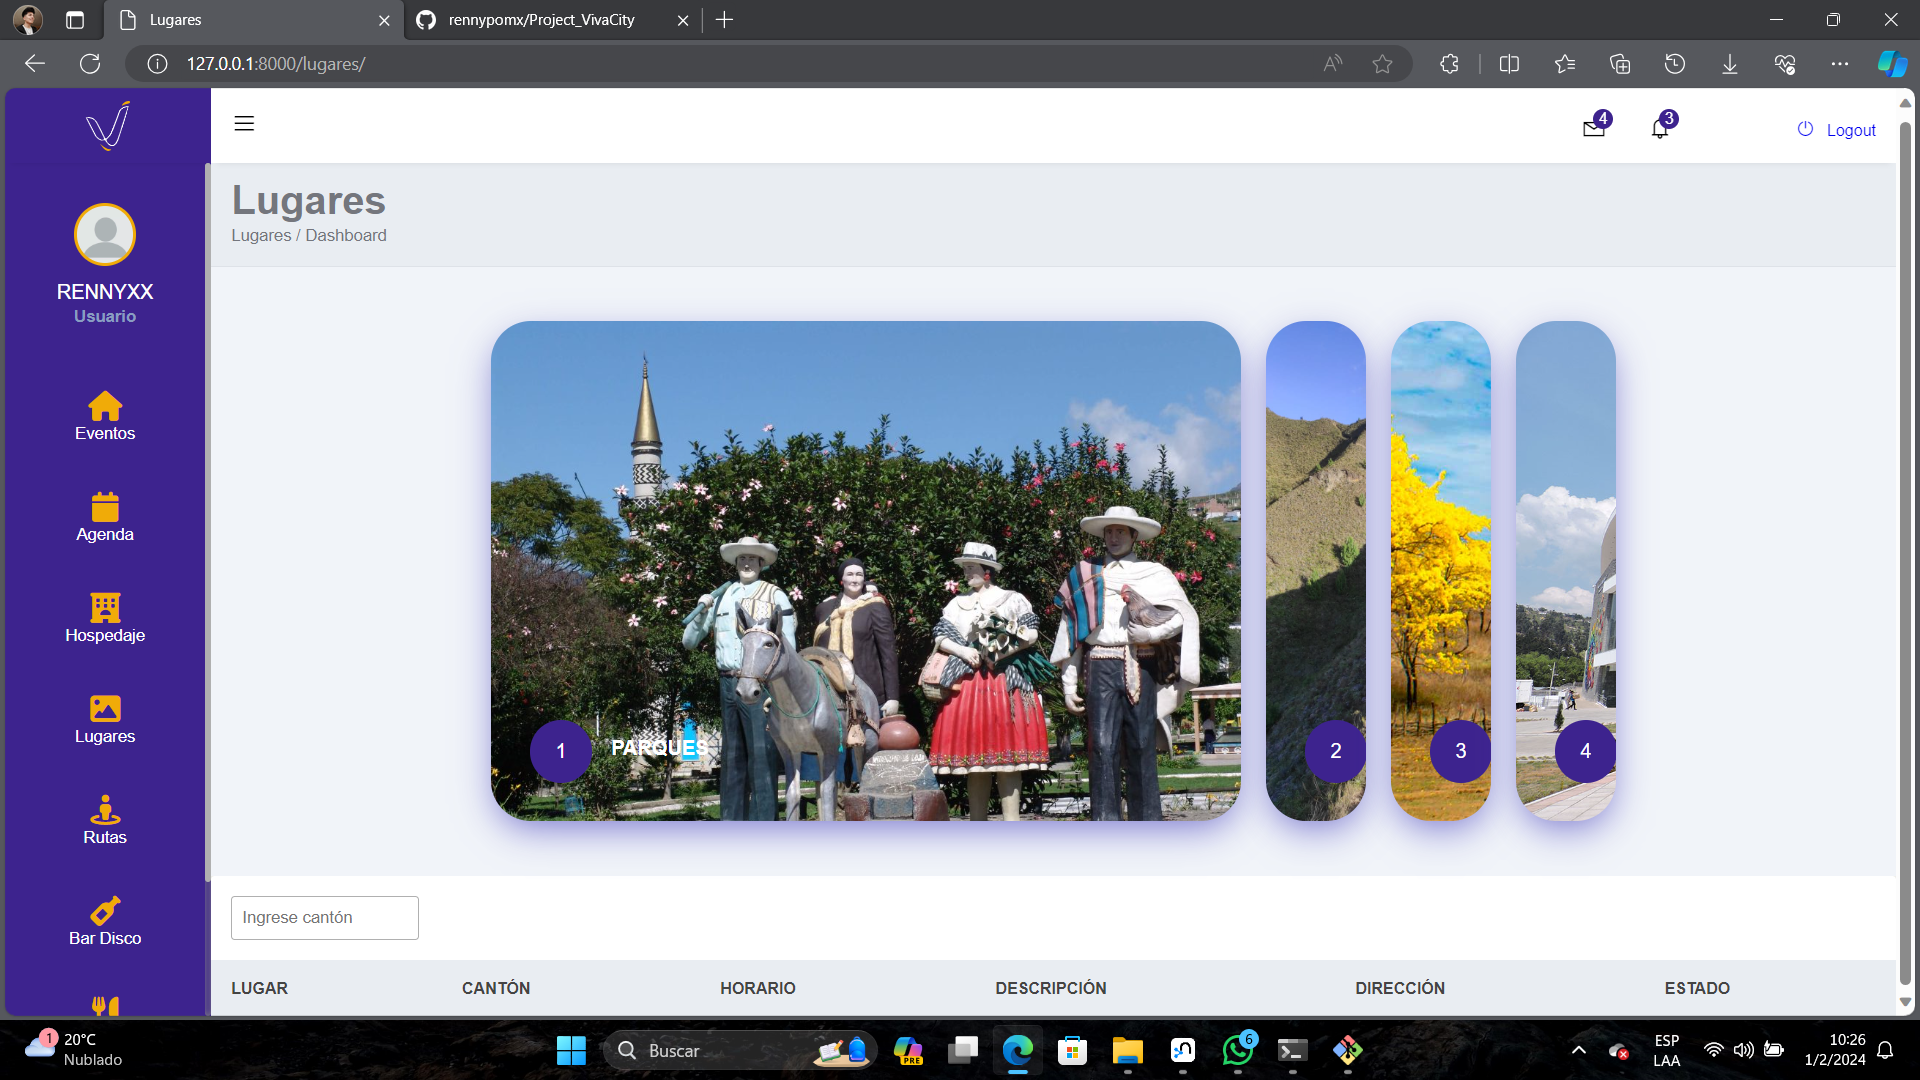 Lugares
rennypomx/Project_VivaCity
127.0.0.1:8000/lugares/
4
3
Logout
Lugares
Lugares / Dashboard
RENNYXX
Usuario
Eventos
Agenda
Hospedaje
Lugares
Rutas
Bar Disco
1
PARQUES
2
3
4
Ingrese cantón
LUGAR
CANTÓN
HORARIO
DESCRIPCIÓN
DIRECCIÓN
ESTADO
1
20°C
Nublado
Buscar
PRE
6
ESP
LAA
10:26
1/2/2024